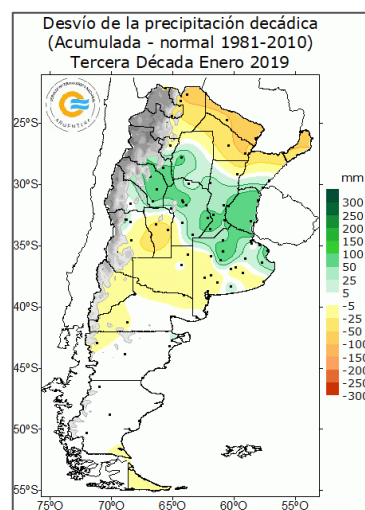 Desvío de la precipitación decádica
(Acumulada - normal 1981-2010)
Tercera Década Enero 2019
ARGENTINA
25°S
30°S
35°S
40°S
45°S
50°S
55°S
75°O
70°O
65°O
60°O
55°O
mm
300
250
200
150
100
50
25
5
-5
-25
-50
-100
-150
-200
-250
-300